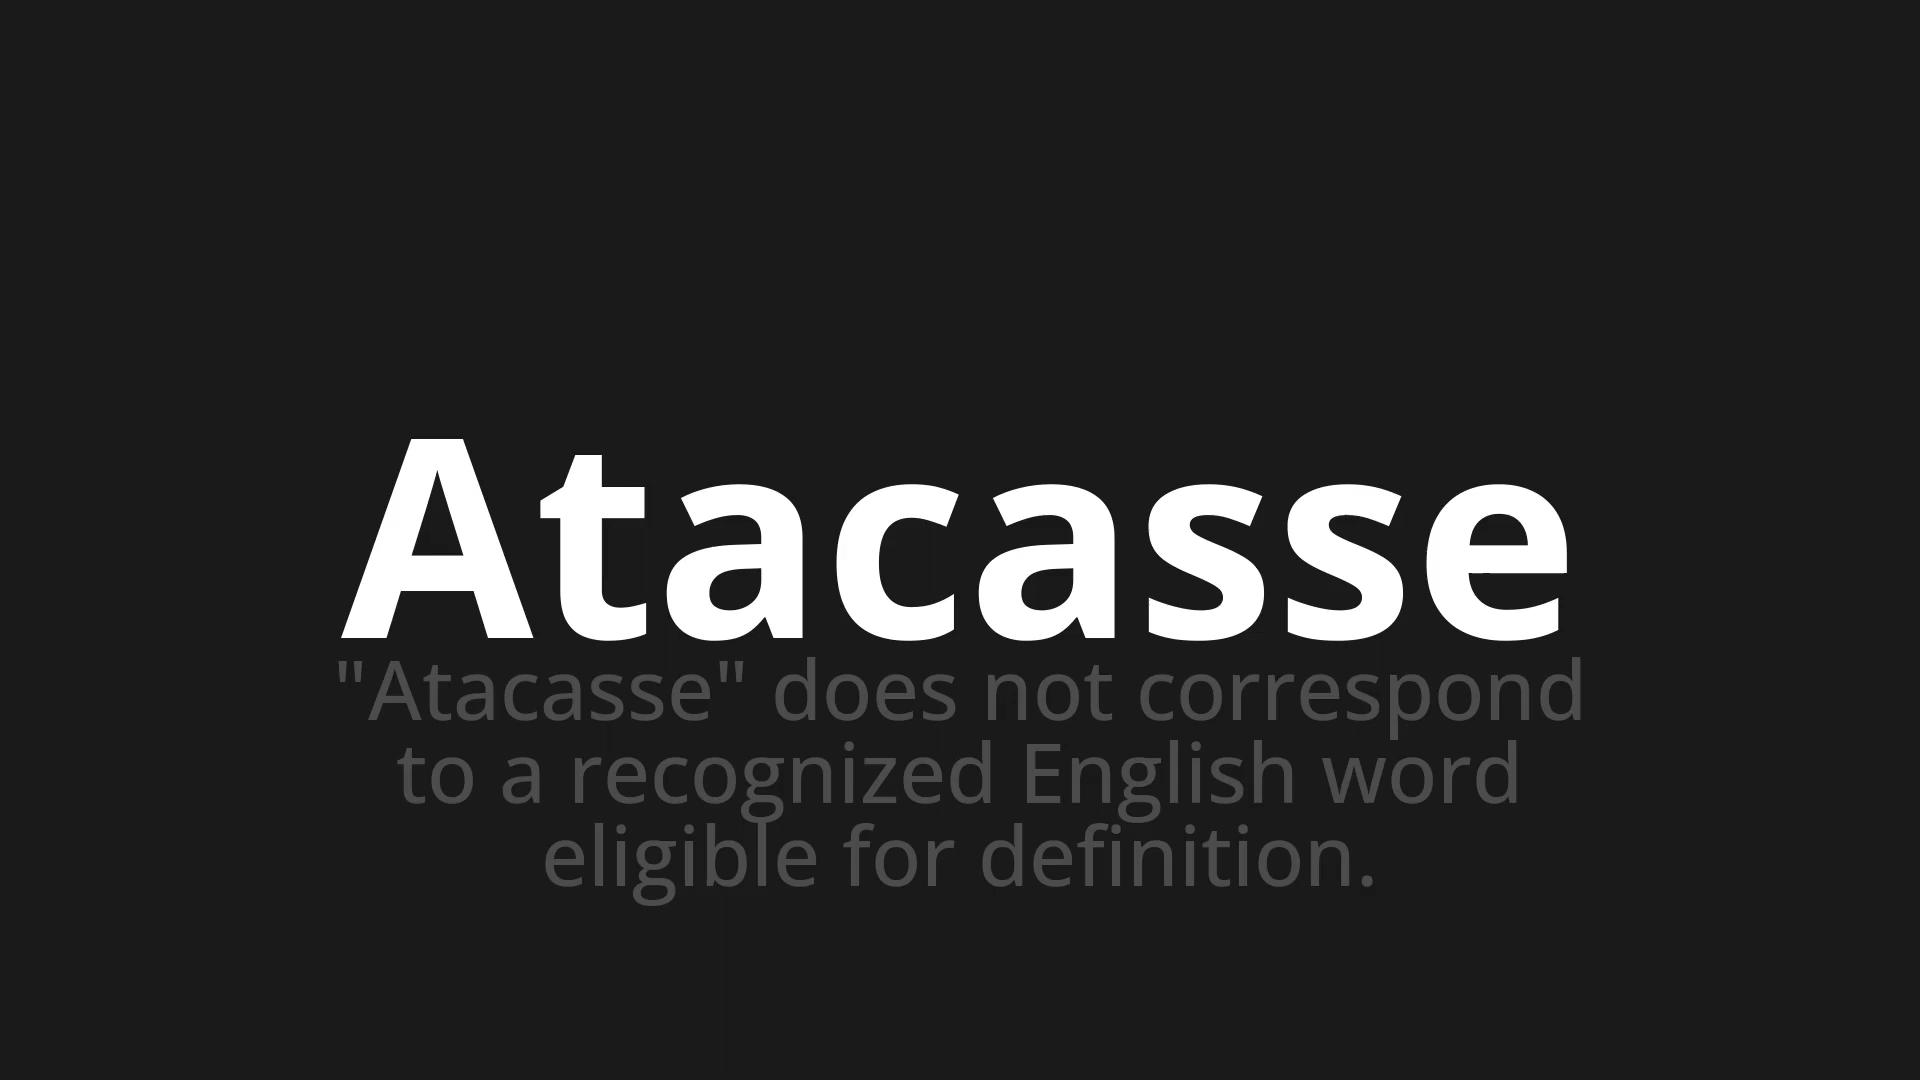 Atacasse
"Atacasse" does not correspond
to a recognized English word
eligible for definition.